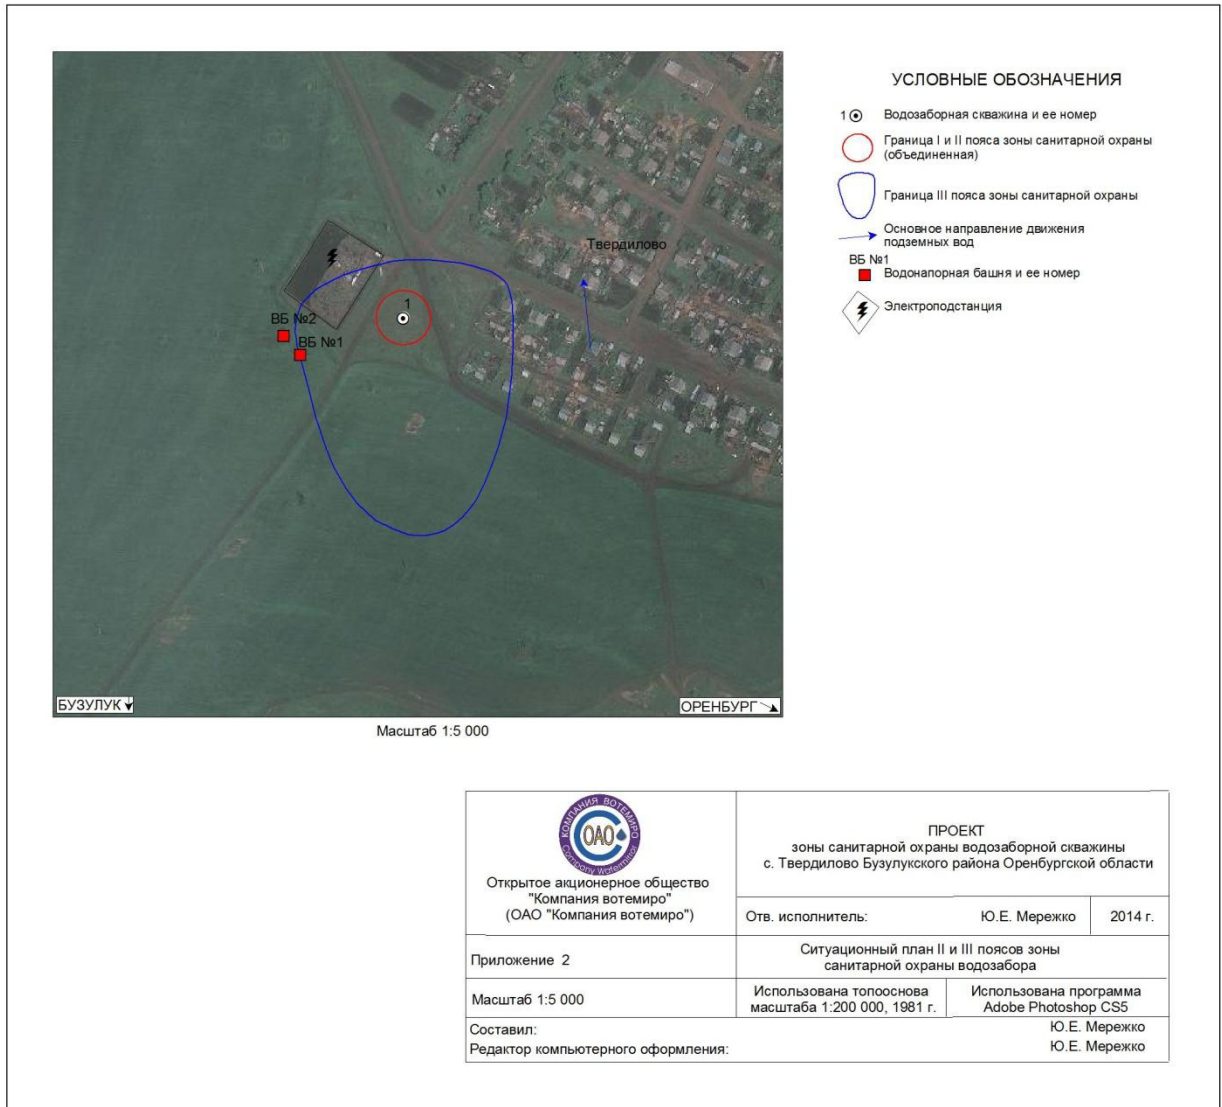 УСЛОВНЫЕ ОБОЗНАЧЕНИЯ
1 Водозаборная скважина и ее номер
Граница I и II пояса зоны санитарной охраны
(объединенная)
Граница III пояса зоны санитарной охраны
Основное направление движения
подземных вод
ВБ №1
Водонапорная башня и ее номер
Электроподстанция
Твердилово
1
ВБ №2
ВБ №1
БУЗУЛУК
ОРЕНБУРГ
Масштаб 1:5 000
КОМПАНИЯ ВОТЕМИРО
ОАО
Company Watermiror
Открытое акционерное общество
"Компания вотемиро"
(ОАО "Компания вотемиро")
ПРОЕКТ
зоны санитарной охраны водозаборной скважины
с. Твердилово Бузулукского района Оренбургской области
Отв. исполнитель: Ю.Е. Мережко 2014 г.
Приложение 2
Ситуационный план II и III поясов зоны
санитарной охраны водозабора
Масштаб 1:5 000
Использована топооснова
масштаба 1:200 000, 1981 г.
Использована программа
Adobe Photoshop CS5
Составил: Ю.Е. Мережко
Редактор компьютерного оформления: Ю.Е. Мережко